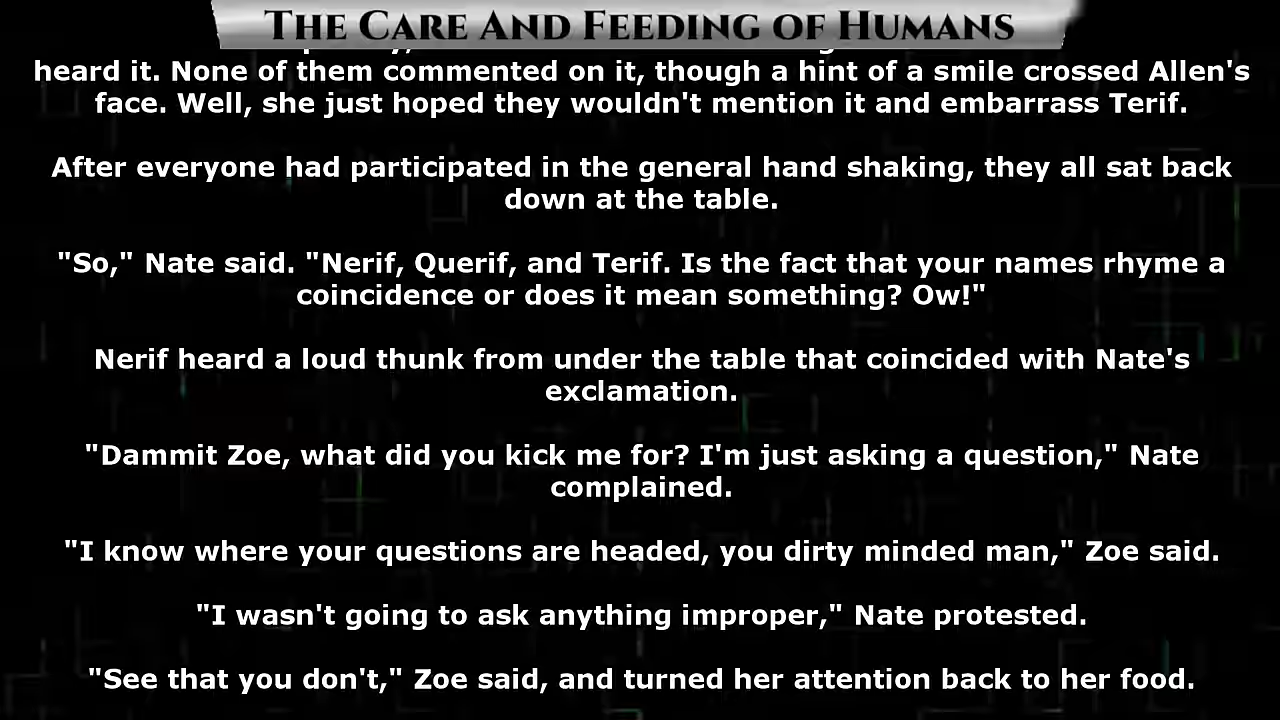 THE CARE AND FEEDING OF HUMANS
heard it. None of them commented on it, though a hint of a smile crossed Allen's
face. Well, she just hoped they wouldn't mention it and embarrass Terif.
After everyone had participated in the general hand shaking, they all sat back
down at the table.
"So," Nate said. "Nerif, Querif, and Terif. Is the fact that your names rhyme a
coincidence or does it mean something? Ow!"
Nerif heard a loud thunk from under the table that coincided with Nate's
exclamation.
"Dammit Zoe, what did you kick me for? I'm just asking a question," Nate
complained.
"I know where your questions are headed, you dirty minded man," Zoe said.
"I wasn't going to ask anything improper," Nate protested.
"See that you don't," Zoe said, and turned her attention back to her food.